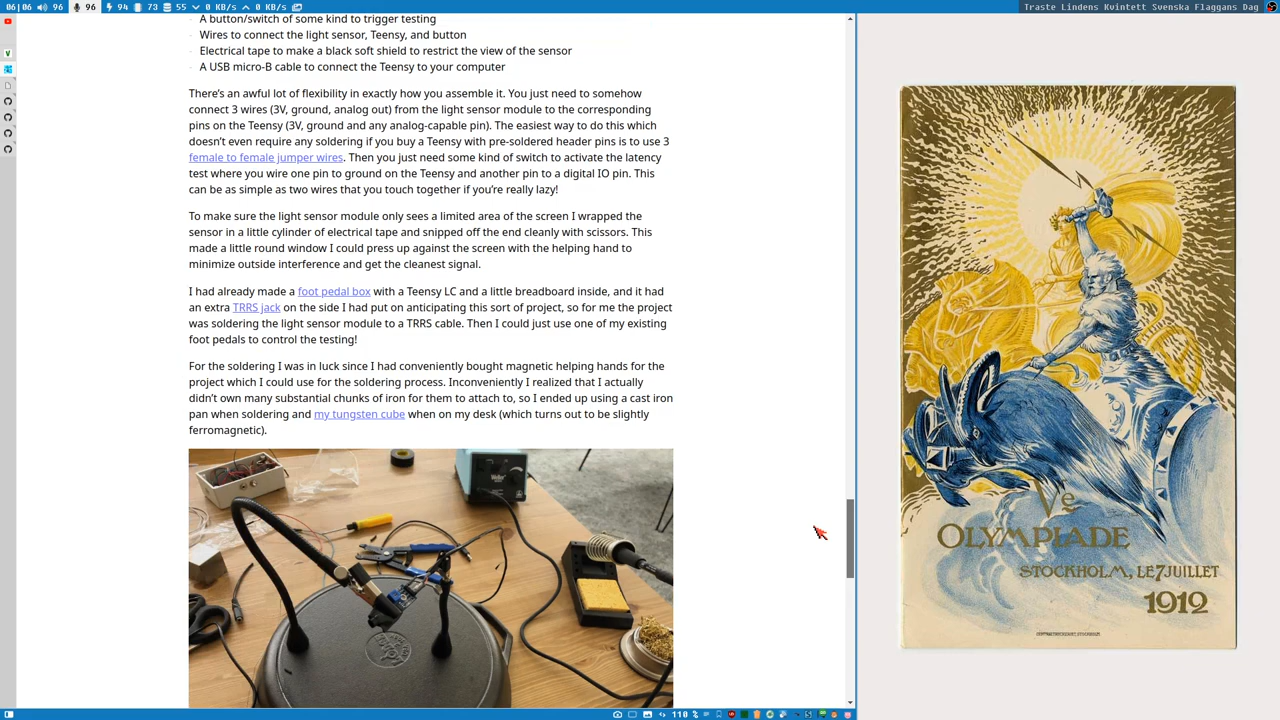 06|06 96 96 94 73 55 0 KB/s 0 KB/s
Traste Lindens Kvintett Svenska Flaggans Dag
A button/switch of some kind to trigger testing
Wires to connect the light sensor, Teensy, and button
Electrical tape to make a black soft shield to restrict the view of the sensor
A USB micro-B cable to connect the Teensy to your computer
There’s an awful lot of flexibility in exactly how you assemble it. You just need to somehow
connect 3 wires (3V, ground, analog out) from the light sensor module to the corresponding
pins on the Teensy (3V, ground and any analog-capable pin). The easiest way to do this which
doesn’t even require any soldering if you buy a Teensy with pre-soldered header pins is to use 3
female to female jumper wires. Then you just need some kind of switch to activate the latency
test where you wire one pin to ground on the Teensy and another pin to a digital IO pin. This
can be as simple as two wires that you touch together if you’re really lazy!
To make sure the light sensor module only sees a limited area of the screen I wrapped the
sensor in a little cylinder of electrical tape and snipped off the end cleanly with scissors. This
made a little round window I could press up against the screen with the helping hand to
minimize outside interference and get the cleanest signal.
I had already made a foot pedal box with a Teensy LC and a little breadboard inside, and it had
an extra TRRS jack on the side I had put on anticipating this sort of project, so for me the project
was soldering the light sensor module to a TRRS cable. Then I could just use one of my existing
foot pedals to control the testing!
For the soldering I was in luck since I had conveniently bought magnetic helping hands for the
project which I could use for the soldering process. Inconveniently I realized that I actually
didn’t own many substantial chunks of iron for them to attach to, so I ended up using a cast iron
pan when soldering and my tungsten cube when on my desk (which turns out to be slightly
ferromagnetic).
Weller
Ve
OLYMPIADE
STOCKHOLM, LE 7 JUILLET
1912
110 %